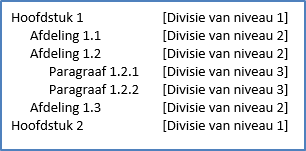 Hoofdstuk 1 [Divisie van niveau 1]
Afdeling 1.1 [Divisie van niveau 2]
Afdeling 1.2 [Divisie van niveau 2]
Paragraaf 1.2.1 [Divisie van niveau 3]
Paragraaf 1.2.2 [Divisie van niveau 3]
Afdeling 1.3 [Divisie van niveau 2]
Hoofdstuk 2 [Divisie van niveau 1]